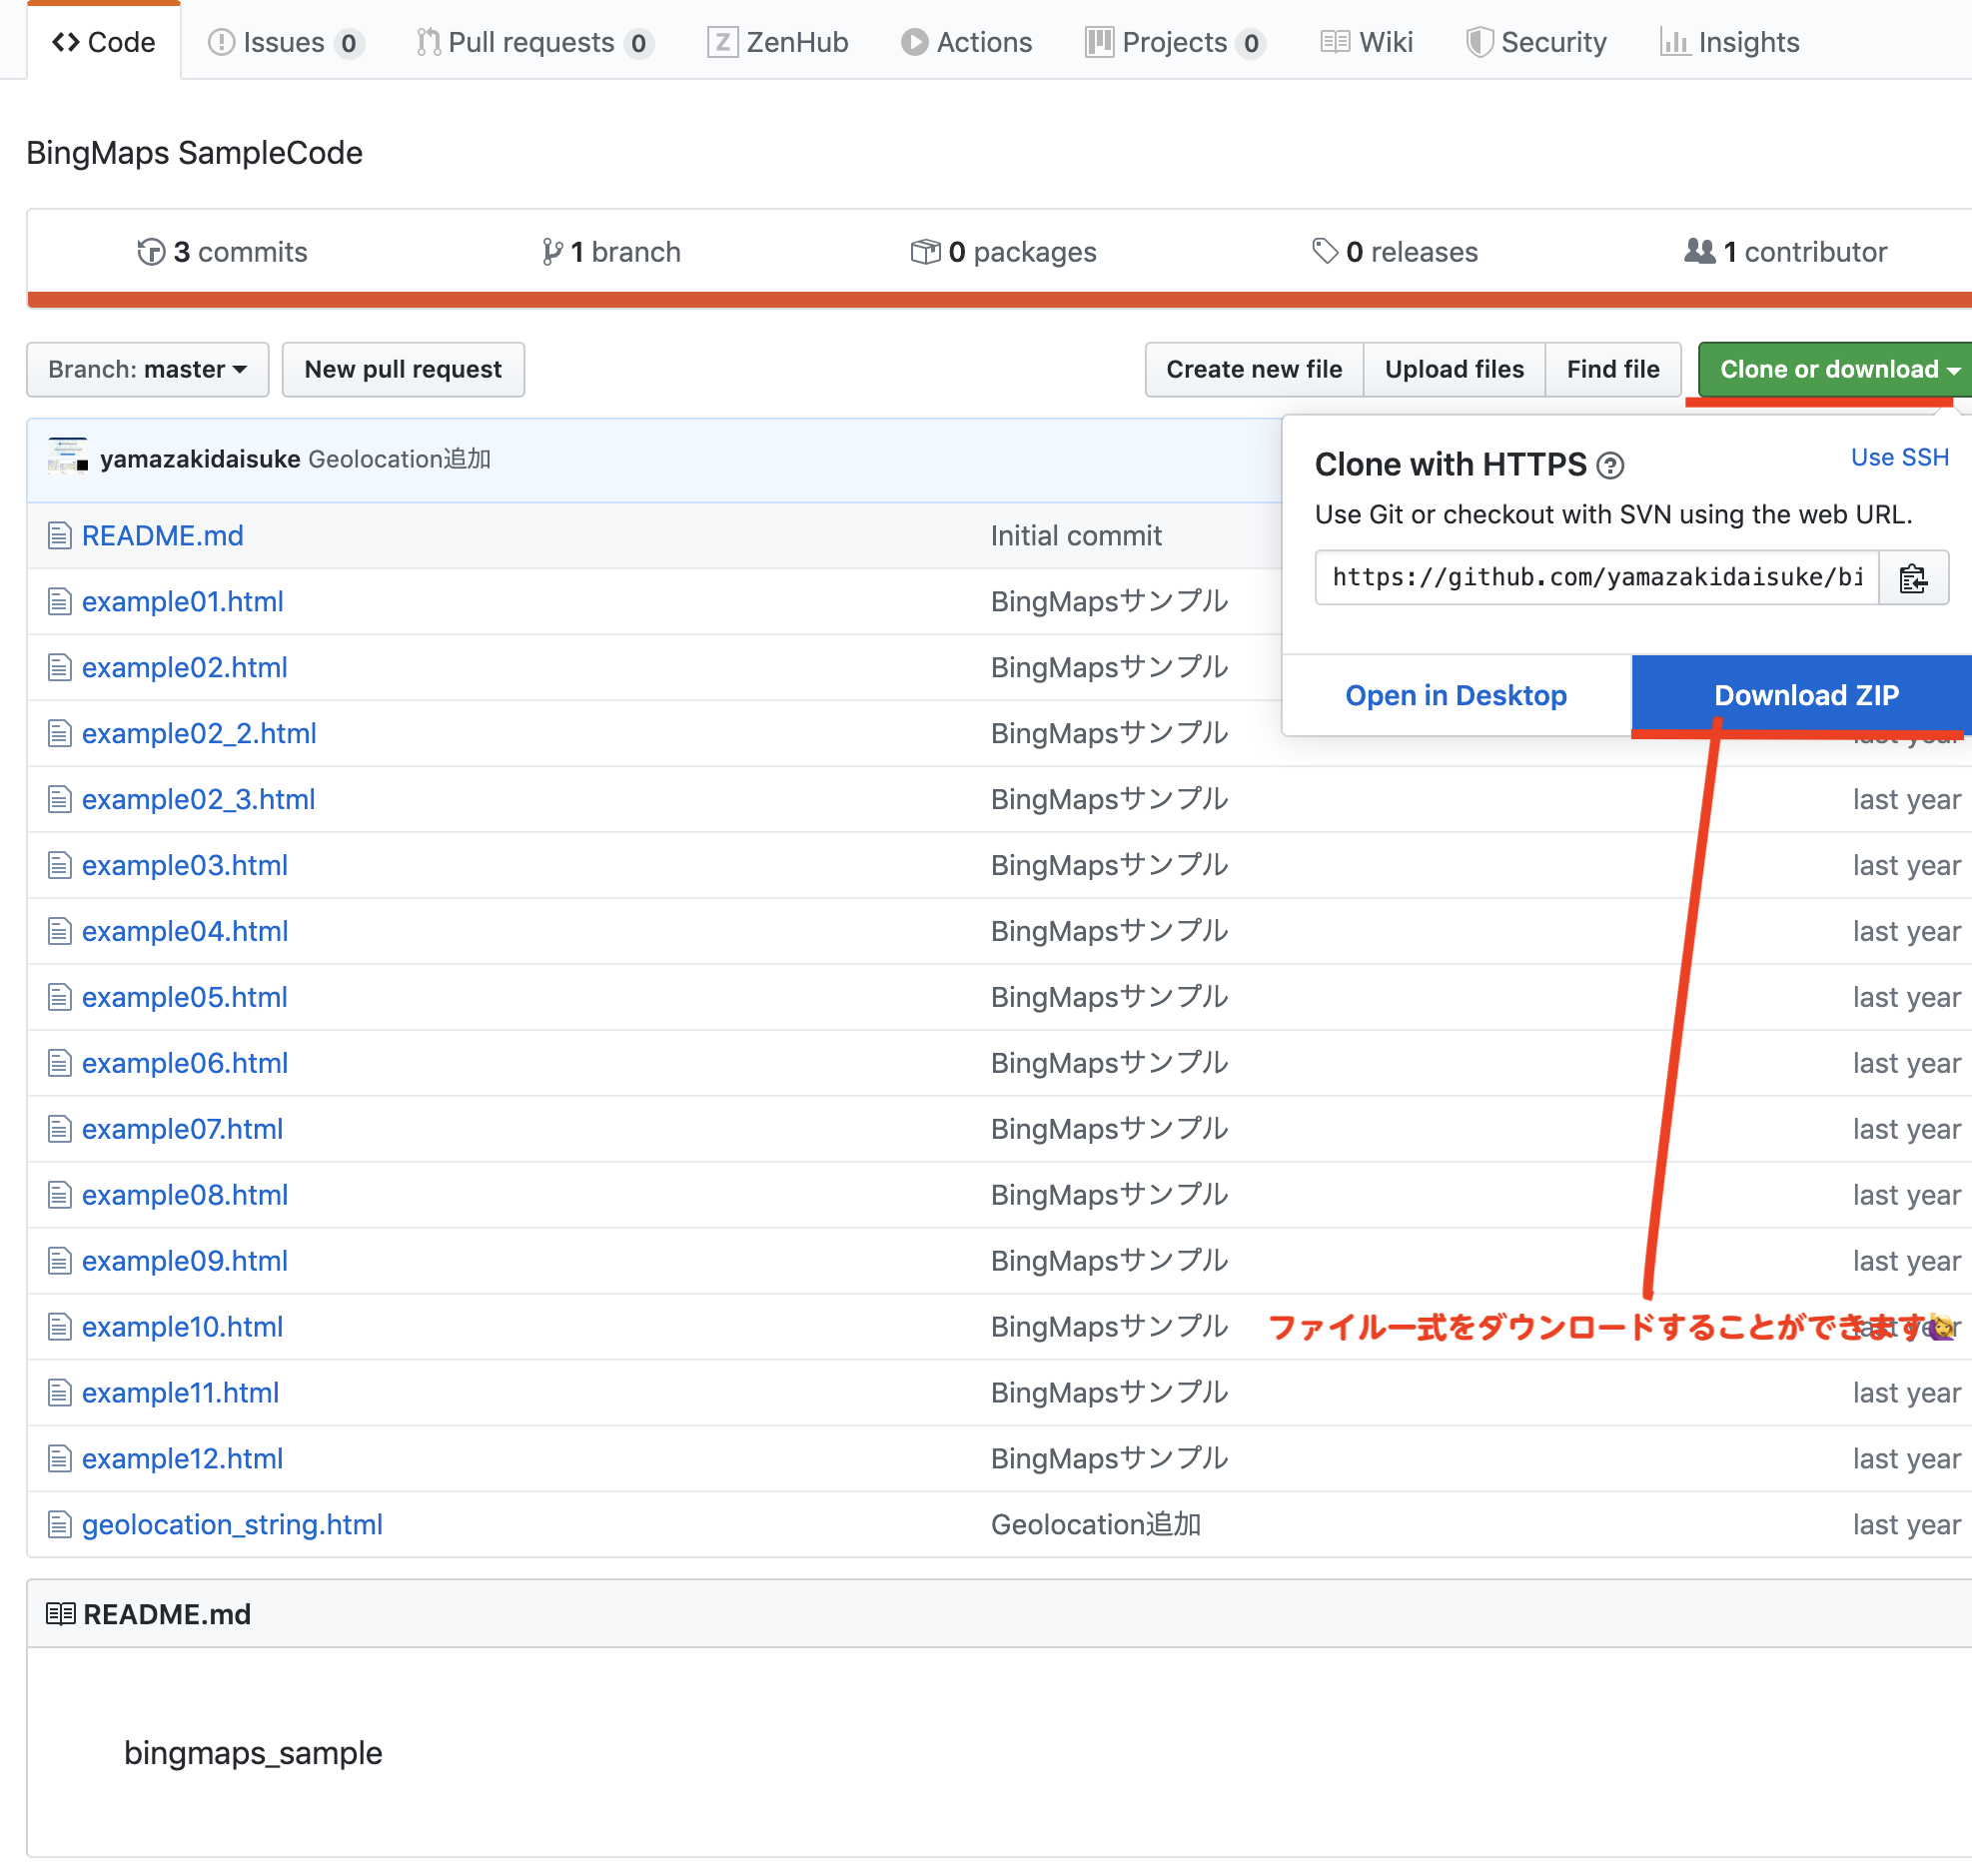 Code Issues 0 Pull requests 0 ZenHub Actions Projects 0 Wiki Security Insights
BingMaps SampleCode
3 commits 1 branch 0 packages 0 releases 1 contributor
Branch: master New pull request Create new file Upload files Find file Clone or download
yamazakidaisuke Geolocation追加
Clone with HTTPS Use SSH
Use Git or checkout with SVN using the web URL.
https://github.com/yamazakidaisuke/bi
Open in Desktop Download ZIP
README.md Initial commit
example01.html BingMapsサンプル
example02.html BingMapsサンプル
example02_2.html BingMapsサンプル last year
example02_3.html BingMapsサンプル last year
example03.html BingMapsサンプル last year
example04.html BingMapsサンプル last year
example05.html BingMapsサンプル last year
example06.html BingMapsサンプル last year
example07.html BingMapsサンプル last year
example08.html BingMapsサンプル last year
example09.html BingMapsサンプル last year
example10.html BingMapsサンプル last year
ファイル一式をダウンロードすることができます🙋
example11.html BingMapsサンプル last year
example12.html BingMapsサンプル last year
geolocation_string.html Geolocation追加 last year
README.md
bingmaps_sample